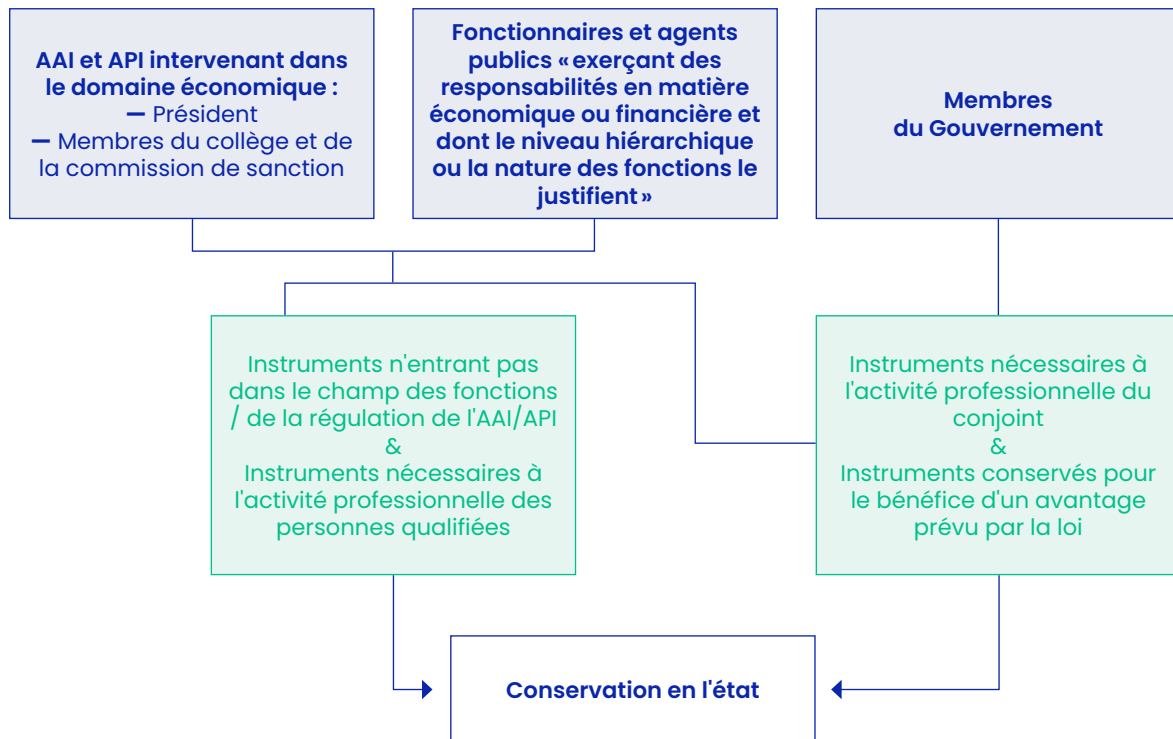 AAI et API intervenant dans
le domaine économique :
— Président
— Membres du collège et de
la commission de sanction
Fonctionnaires et agents
publics « exerçant des
responsabilités en matière
économique ou financière et
dont le niveau hiérarchique
ou la nature des fonctions le
justifient »
Membres
du Gouvernement
Instruments n'entrant pas
dans le champ des fonctions
/ de la régulation de l'AAI/API
&
Instruments nécessaires à
l'activité professionnelle des
personnes qualifiées
Instruments nécessaires à
l'activité professionnelle du
conjoint
&
Instruments conservés pour
le bénéfice d'un avantage
prévu par la loi
Conservation en l'état